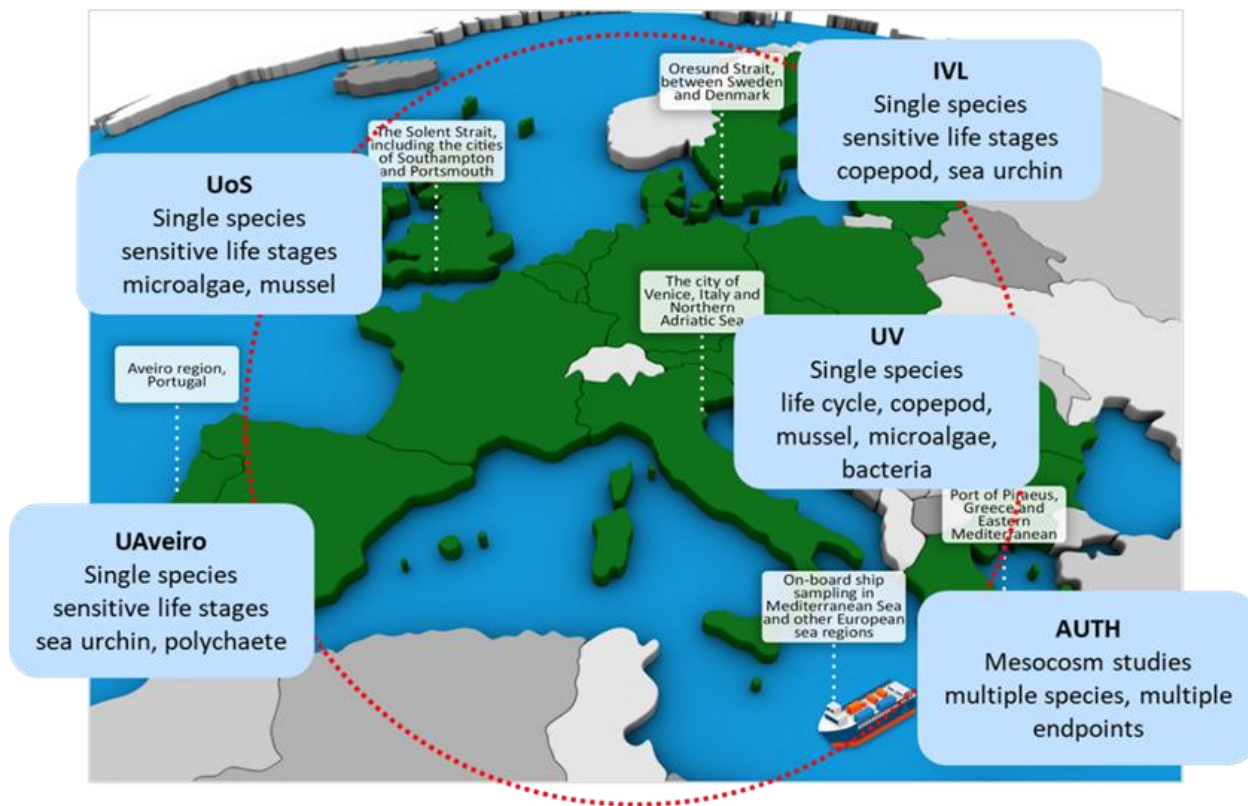 Oresund Strait,
between Sweden
and Denmark
IVL
Single species
sensitive life stages
copepod, sea urchin
The Solent Strait,
including the cities
of Southampton
and Portsmouth
UoS
Single species
sensitive life stages
microalgae, mussel
The city of
Venice, Italy and
Northern
Adriatic Sea
UV
Single species
life cycle, copepod,
mussel, microalgae,
bacteria
Aveiro region,
Portugal
UAveiro
Single species
sensitive life stages
sea urchin, polychaete
Port of Piraeus,
Greece and
Eastern
Mediterranean
On-board ship
sampling in
Mediterranean Sea
and other European
sea regions
AUTH
Mesocosm studies
multiple species, multiple
endpoints